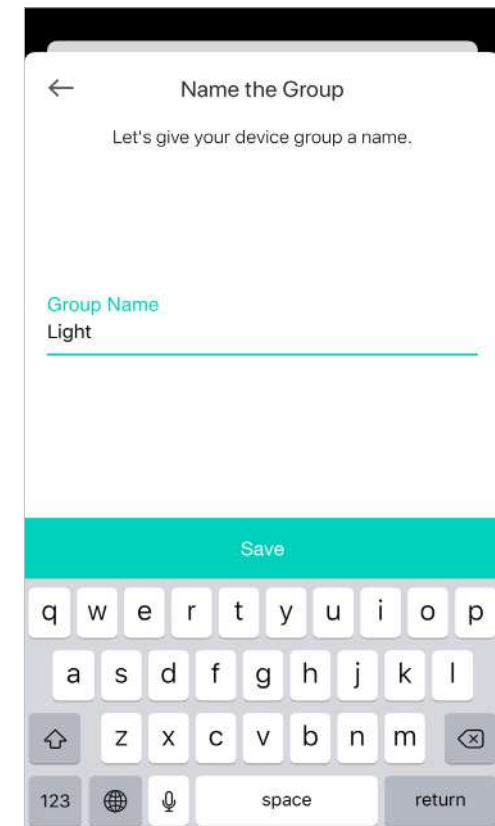 Name the Group
Let's give your device group a name.
Group Name
Light
Save
q w e r t y u i o p
a s d f g h j k l
z x c v b n m
123 space return